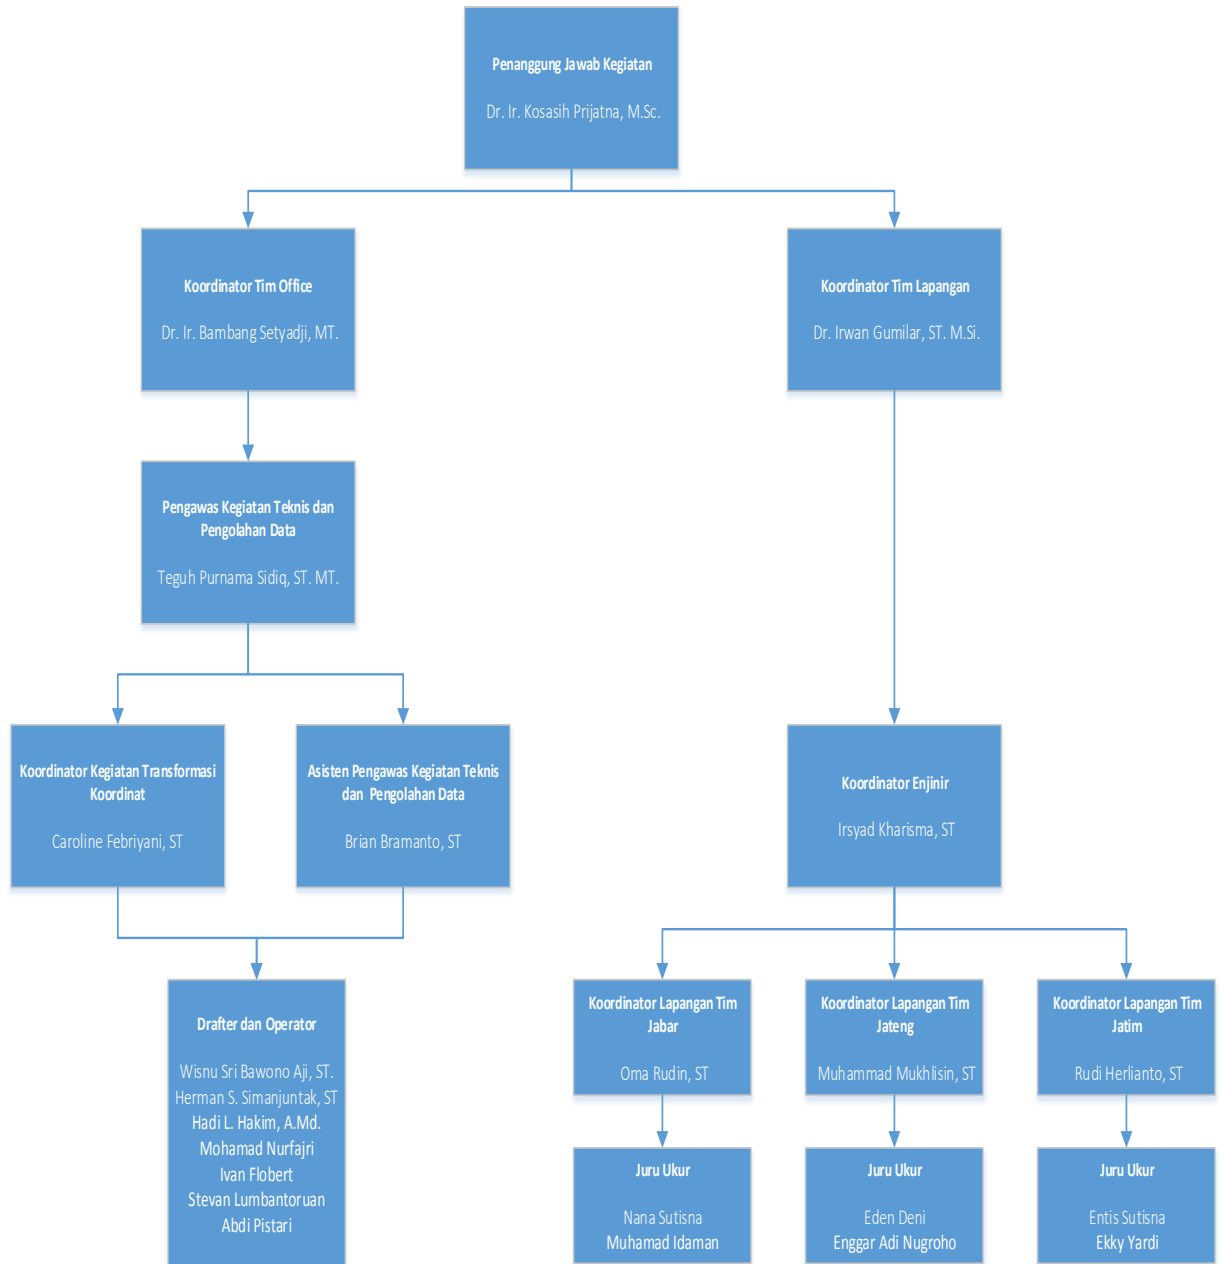 Penanggung Jawab Kegiatan
Dr. Ir. Kosasih Prijatna, M.Sc.
Koordinator Tim Office
Dr. Ir. Bambang Setyadji, MT.
Koordinator Tim Lapangan
Dr. Irwan Gumilar, ST. M.Si.
Pengawas Kegiatan Teknis dan
Pengolahan Data
Teguh Purnama Sidiq, ST. MT.
Koordinator Kegiatan Transformasi
Koordinat
Caroline Febriyani, ST
Asisten Pengawas Kegiatan Teknis
dan Pengolahan Data
Brian Bramanto, ST
Koordinator Enjinir
Irsyad Kharisma, ST
Drafter dan Operator
Wisnu Sri Bawono Aji, ST.
Herman S. Simanjuntak, ST
Hadi L. Hakim, A.Md.
Mohamad Nurfajri
Ivan Flobert
Stevan Lumbantoruan
Abdi Pistari
Koordinator Lapangan Tim
Jabar
Oma Rudin, ST
Koordinator Lapangan Tim
Jateng
Muhammad Mukhlisin, ST
Koordinator Lapangan Tim
Jatim
Rudi Herlianto, ST
Juru Ukur
Nana Sutisna
Muhamad Idaman
Juru Ukur
Eden Deni
Enggar Adi Nugroho
Juru Ukur
Entis Sutisna
Ekky Yardi